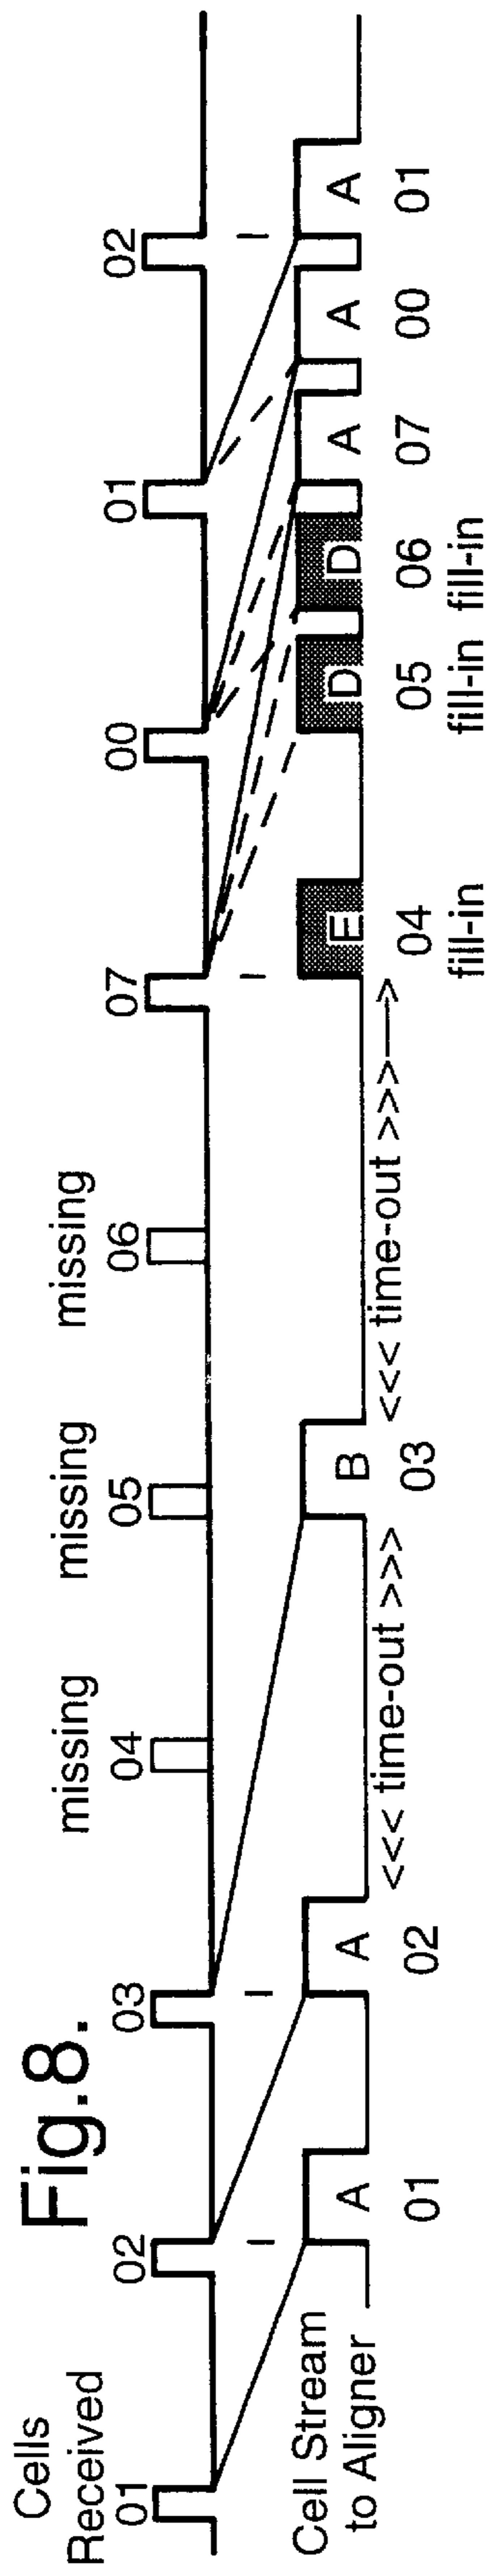 Fig.8.
Cells
Received
missing missing missing
01 02 03 04 05 06 07 00 01 02
Cell Stream
to Aligner
A A B E D D A A A
01 02 <<< time-out >>> 03 <<< time-out >>>—> 04 05 06 07 00 01
fill-in fill-in fill-in